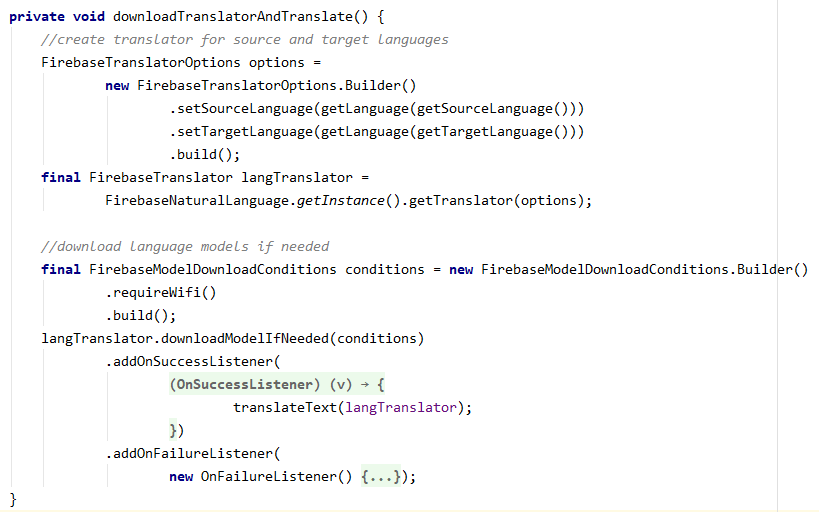 private void downloadTranslatorAndTranslate() {
    //create translator for source and target languages
    FirebaseTranslatorOptions options =
            new FirebaseTranslatorOptions.Builder()
                    .setSourceLanguage(getLanguage(getSourceLanguage()))
                    .setTargetLanguage(getLanguage(getTargetLanguage()))
                    .build();
    final FirebaseTranslator langTranslator =
            FirebaseNaturalLanguage.getInstance().getTranslator(options);

    //download language models if needed
    final FirebaseModelDownloadConditions conditions = new FirebaseModelDownloadConditions.Builder()
            .requireWifi()
            .build();
    langTranslator.downloadModelIfNeeded(conditions)
            .addOnSuccessListener(
                    (OnSuccessListener) (v) → {
                            translateText(langTranslator);
                    })
            .addOnFailureListener(
                    new OnFailureListener() {...});
}